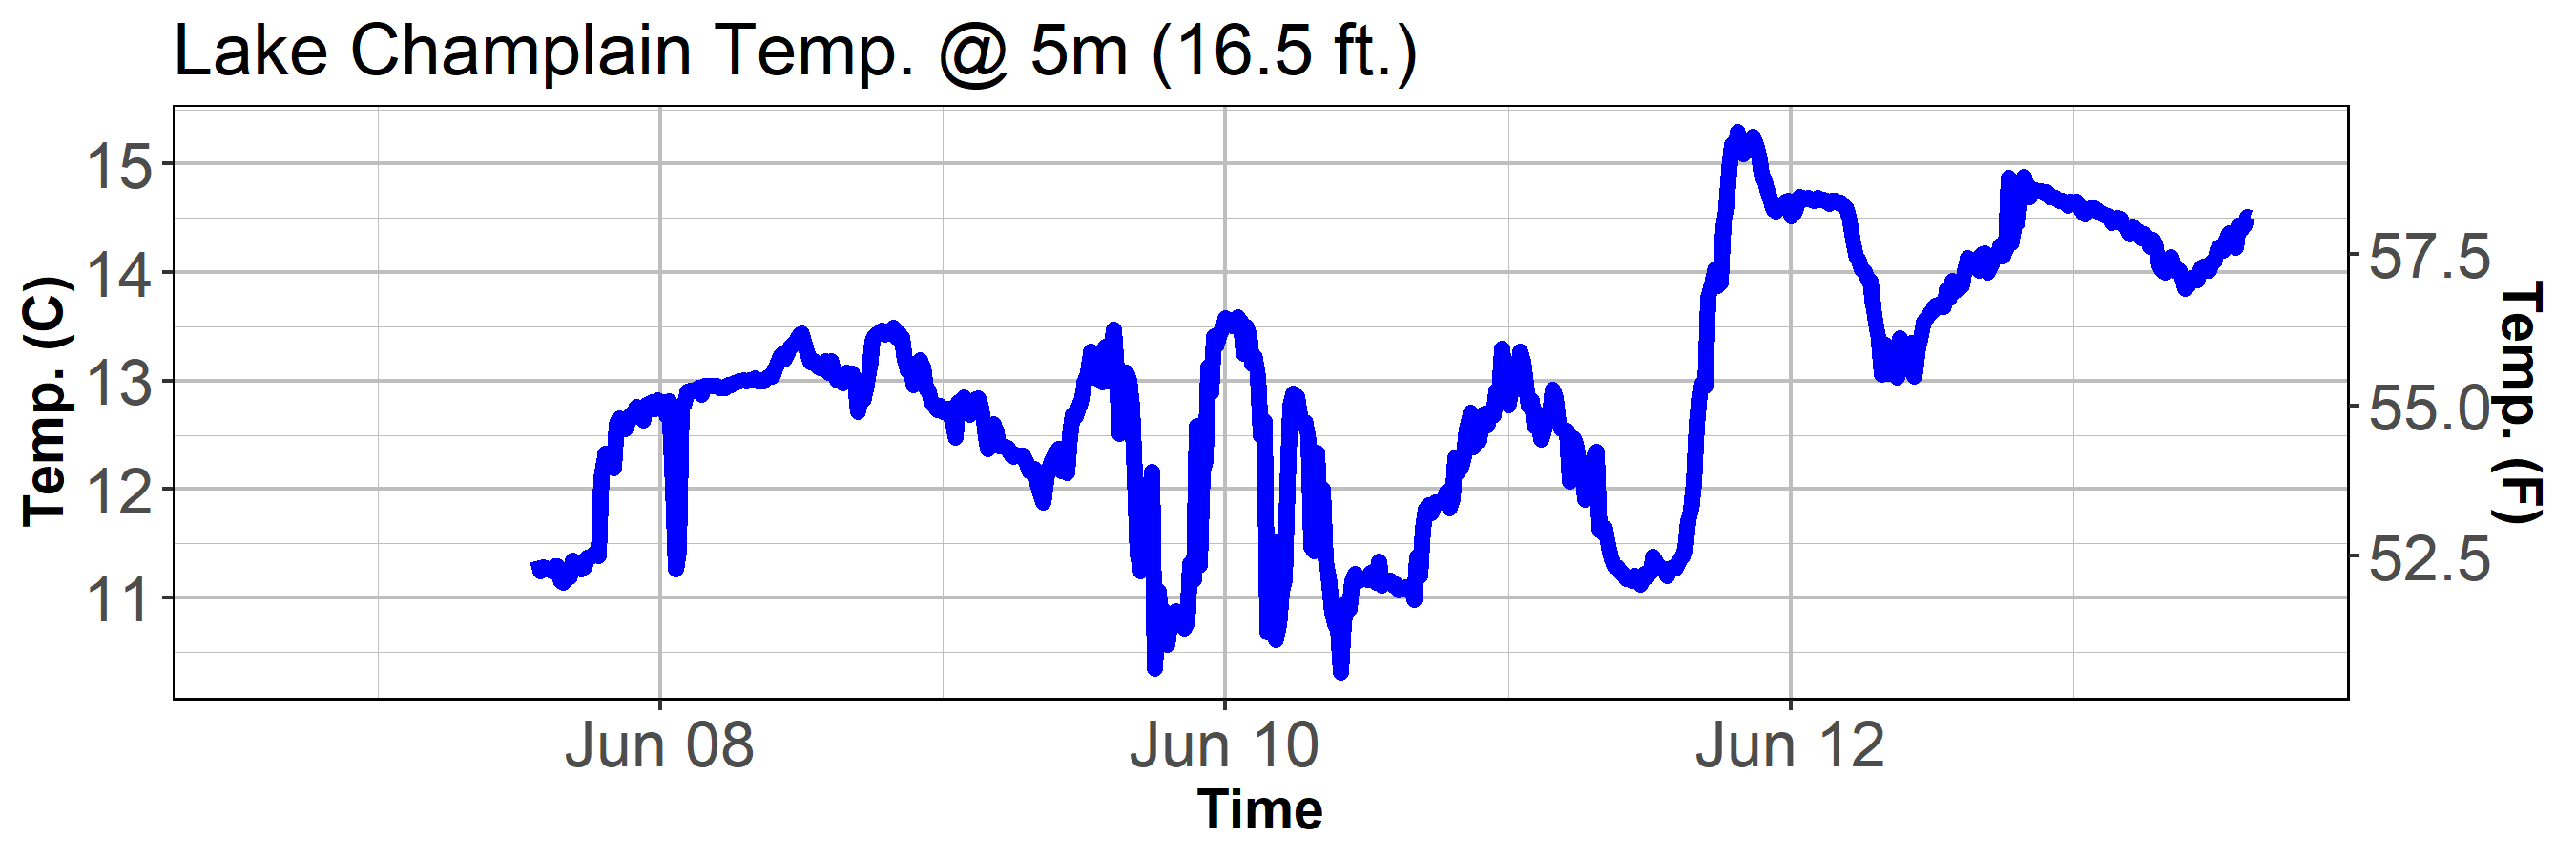 Lake Champlain Temp. @ 5m (16.5 ft.)
Temp. (C)
15
14
13
12
11
57.5
55.0
52.5
Temp. (F)
Jun 08
Jun 10
Jun 12
Time